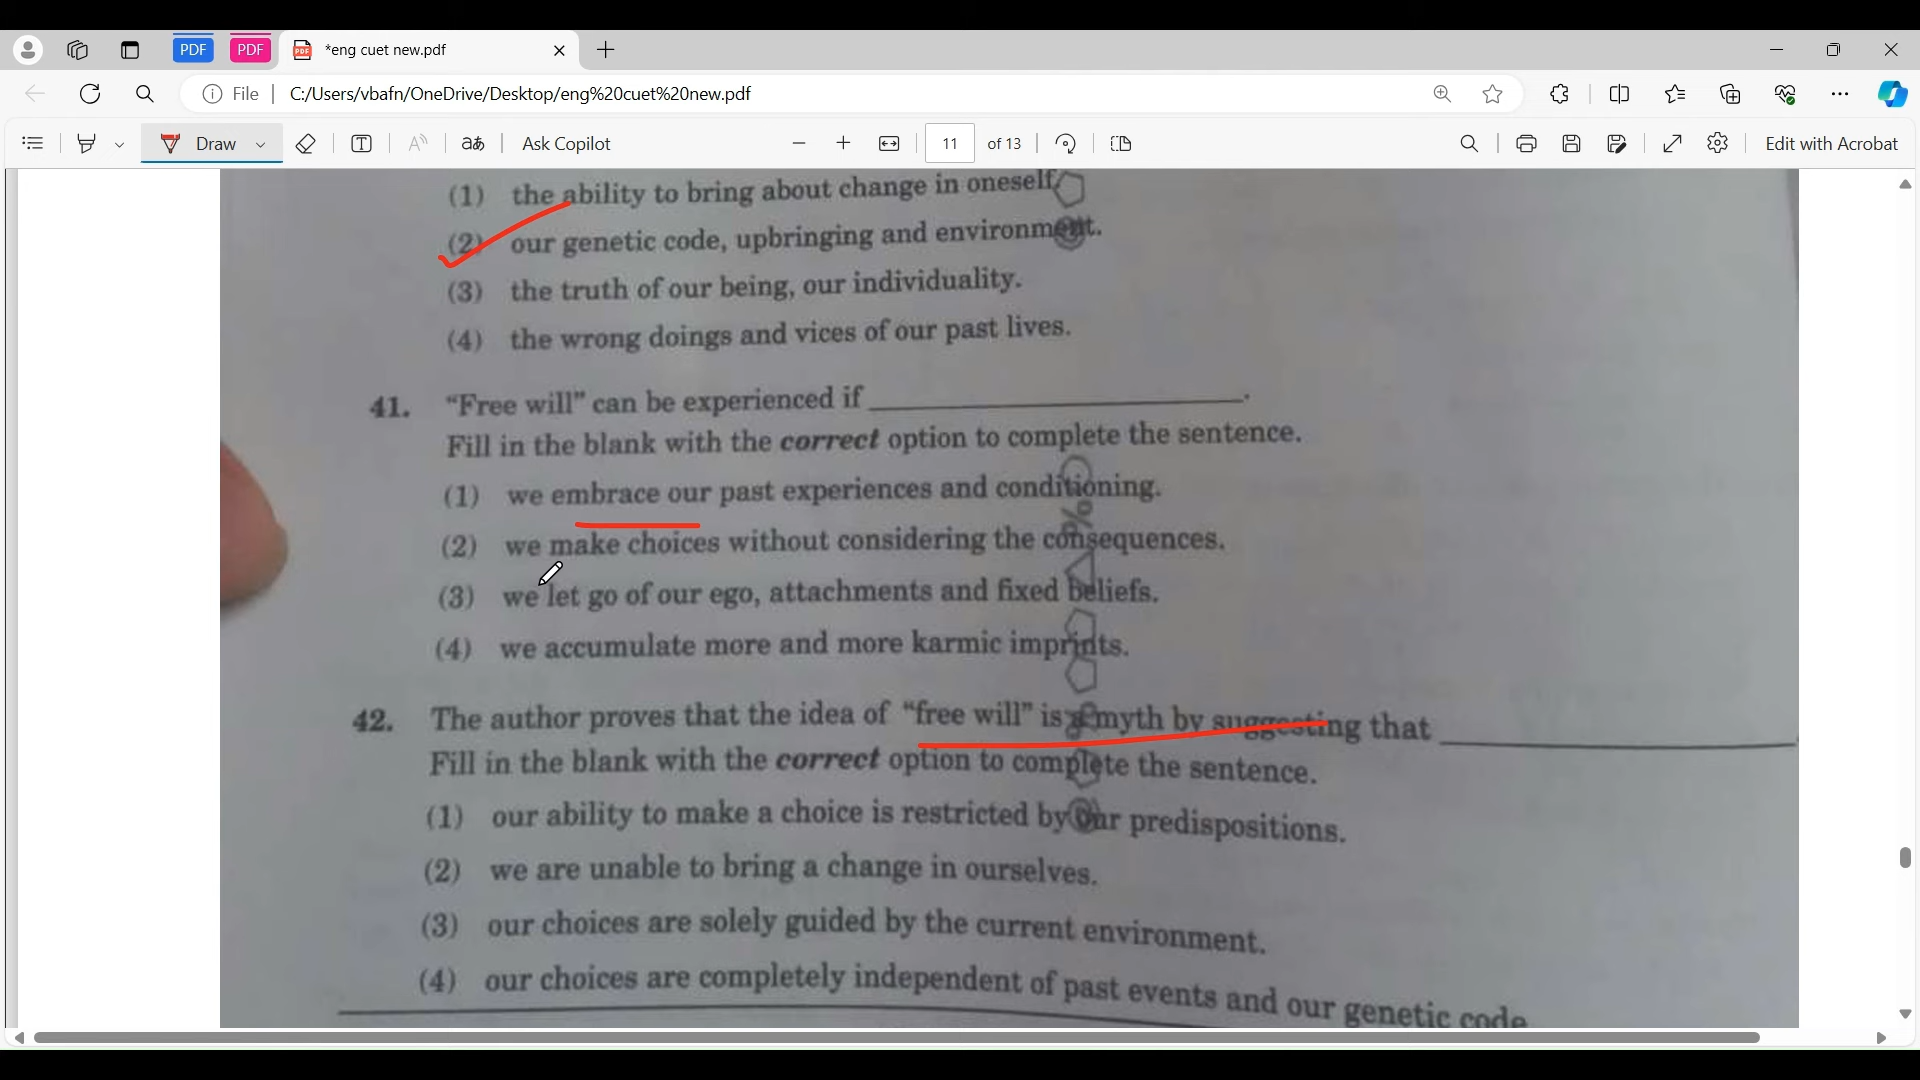 PDF PDF *eng cuet new.pdf
File C:/Users/vbafn/OneDrive/Desktop/eng%20cuet%20new.pdf
Draw Ask Copilot 11 of 13 Edit with Acrobat
(1) the ability to bring about change in oneself
(2) our genetic code, upbringing and environment.
(3) the truth of our being, our individuality.
(4) the wrong doings and vices of our past lives.
41. “Free will” can be experienced if ____________.
Fill in the blank with the correct option to complete the sentence.
(1) we embrace our past experiences and conditioning.
(2) we make choices without considering the consequences.
(3) we let go of our ego, attachments and fixed beliefs.
(4) we accumulate more and more karmic imprints.
42. The author proves that the idea of “free will” is a myth by suggesting that ____________
Fill in the blank with the correct option to complete the sentence.
(1) our ability to make a choice is restricted by our predispositions.
(2) we are unable to bring a change in ourselves.
(3) our choices are solely guided by the current environment.
(4) our choices are completely independent of past events and our genetic code